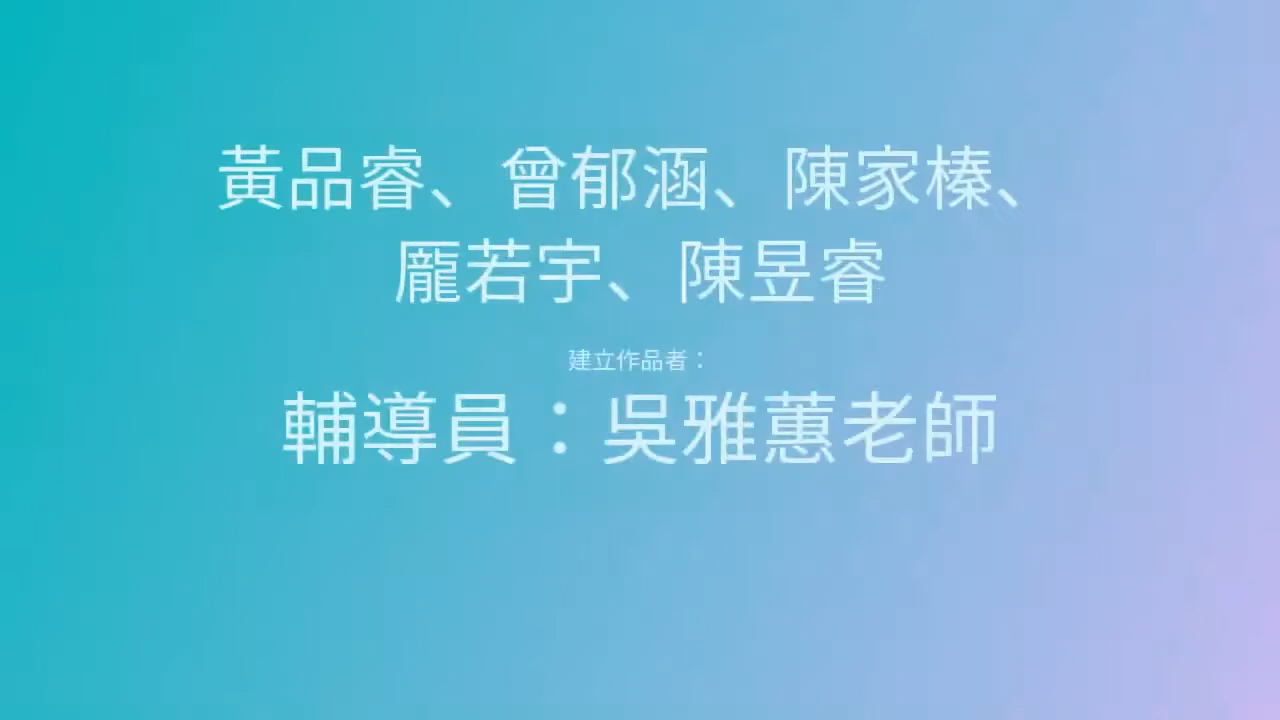 黃品睿、曾郁涵、陳家榛、
龎若宇、陳昱睿
建立作品者：
輔導員：吳雅蕙老師